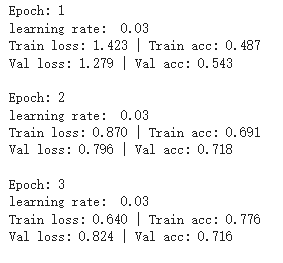 Epoch: 1
learning rate:  0.03
Train loss: 1.423 | Train acc: 0.487
Val loss: 1.279 | Val acc: 0.543
Epoch: 2
learning rate:  0.03
Train loss: 0.870 | Train acc: 0.691
Val loss: 0.796 | Val acc: 0.718
Epoch: 3
learning rate:  0.03
Train loss: 0.640 | Train acc: 0.776
Val loss: 0.824 | Val acc: 0.716